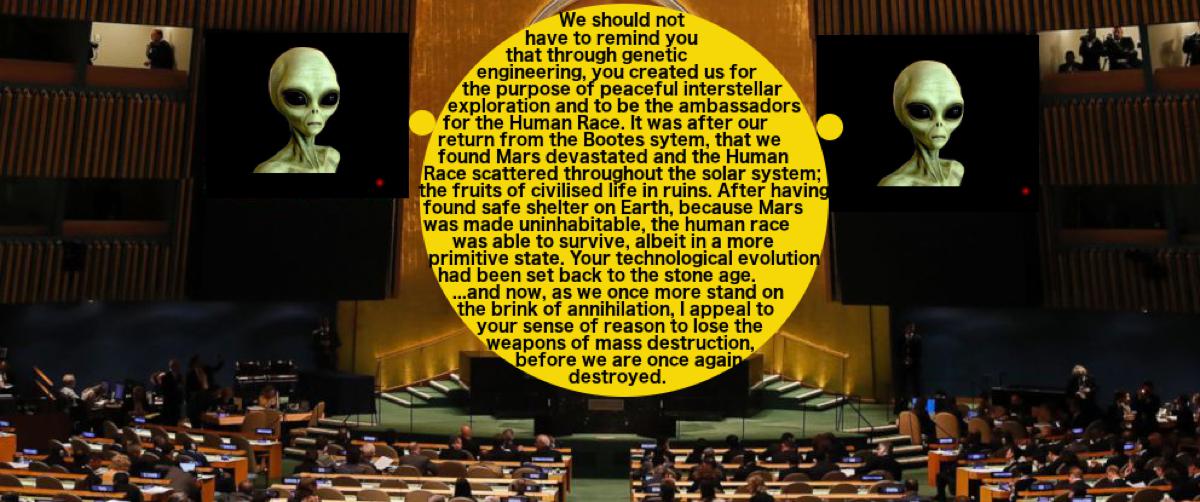 We should not
have to remind you
that through genetic
engineering, you created us for
the purpose of peaceful interstellar
exploration and to be the ambassadors
for the Human Race. It was after our
return from the Bootes sytem, that we
found Mars devastated and the Human
Race scattered throughout the solar system;
the fruits of civilised life in ruins. After having
found safe shelter on Earth, because Mars
was made uninhabitable, the human race
was able to survive, albeit in a more
primitive state. Your technological evolution
had been set back to the stone age.
...and now, as we once more stand on
the brink of annihilation, I appeal to
your sense of reason to lose the
weapons of mass destruction,
before we are once again
destroyed.